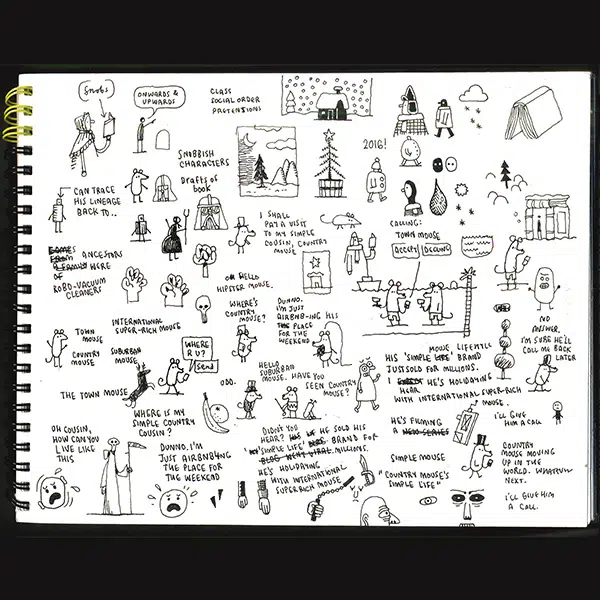 Snobs
ONWARDS &
UPWARDS
CLASS
SOCIAL ORDER
PRETENSIONS
SNOBBISH
CHARACTERS
Drafts of
book
2016!
CAN TRACE
HIS LINEAGE
BACK TO..
ANCESTORS
HERE
OF
ROBO-VACUUM
CLEANERS
I SHALL
PAY A VISIT
TO MY SIMPLE
COUSIN, COUNTRY
MOUSE
CALLING:
TOWN MOUSE
ACCEPT
DECLINE
OH HELLO
HIPSTER MOUSE.
WHERE'S
COUNTRY
MOUSE?
DUNNO.
I'M JUST
AIRBNB-ING HIS
THE PLACE
FOR THE
WEEKEND
NO
ANSWER.
I'M SURE HE'LL
CALL ME BACK
LATER
TOWN
MOUSE
INTERNATIONAL
SUPER-RICH MOUSE
COUNTRY
MOUSE
SUBURBAN
MOUSE
WHERE
R U?
Send
THE TOWN MOUSE
ODD.
HELLO
SUBURBAN
MOUSE. HAVE YOU
SEEN COUNTRY
MOUSE?
MOUSE LIFESTYLE
HIS 'SIMPLE LIFE' BRAND
JUST SOLD FOR MILLIONS.
I HE'S HOLIDAYING
HEAR
WITH INTERNATIONAL SUPER-RICH
MOUSE.
I'LL GIVE
HIM A CALL
WHERE IS MY
SIMPLE COUNTRY
COUSIN?
HE'S FILMING
A NEW SERIES
SIMPLE MOUSE
"COUNTRY MOUSE'S
SIMPLE LIFE"
OH COUSIN,
HOW CAN YOU
LIVE LIKE
THIS
DUNNO. I'M
JUST AIRBNB4NG
THE PLACE FOR
THE WEEKEND
DIDN'T YOU
HEAR? HE SOLD HIS
'SIMPLE LIFE' BRAND FOR
BLOG WENT VIRAL MILLIONS.
HE'S HOLIDAYING
WITH INTERNATIONAL
SUPER RICH MOUSE
COUNTRY
MOUSE MOVING
UP IN THE
WORLD. WHATEVER
NEXT.
I'LL GIVE HIM
A CALL.